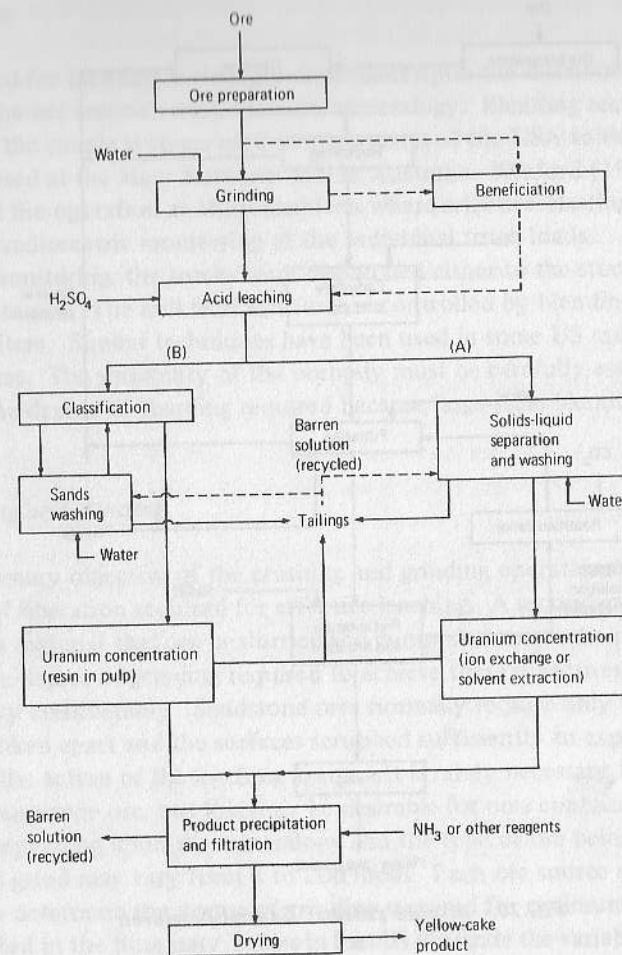 Ore
Ore preparation
Water
Grinding
Beneficiation
H₂SO₄
Acid leaching
(B)
(A)
Classification
Barren
solution
(recycled)
Solids-liquid
separation
and washing
Sands
washing
Tailings
Water
Water
Uranium concentration
(resin in pulp)
Uranium concentration
(ion exchange or
solvent extraction)
Barren
solution
(recycled)
Product precipitation
and filtration
NH₃ or other reagents
Drying
Yellow-cake
product